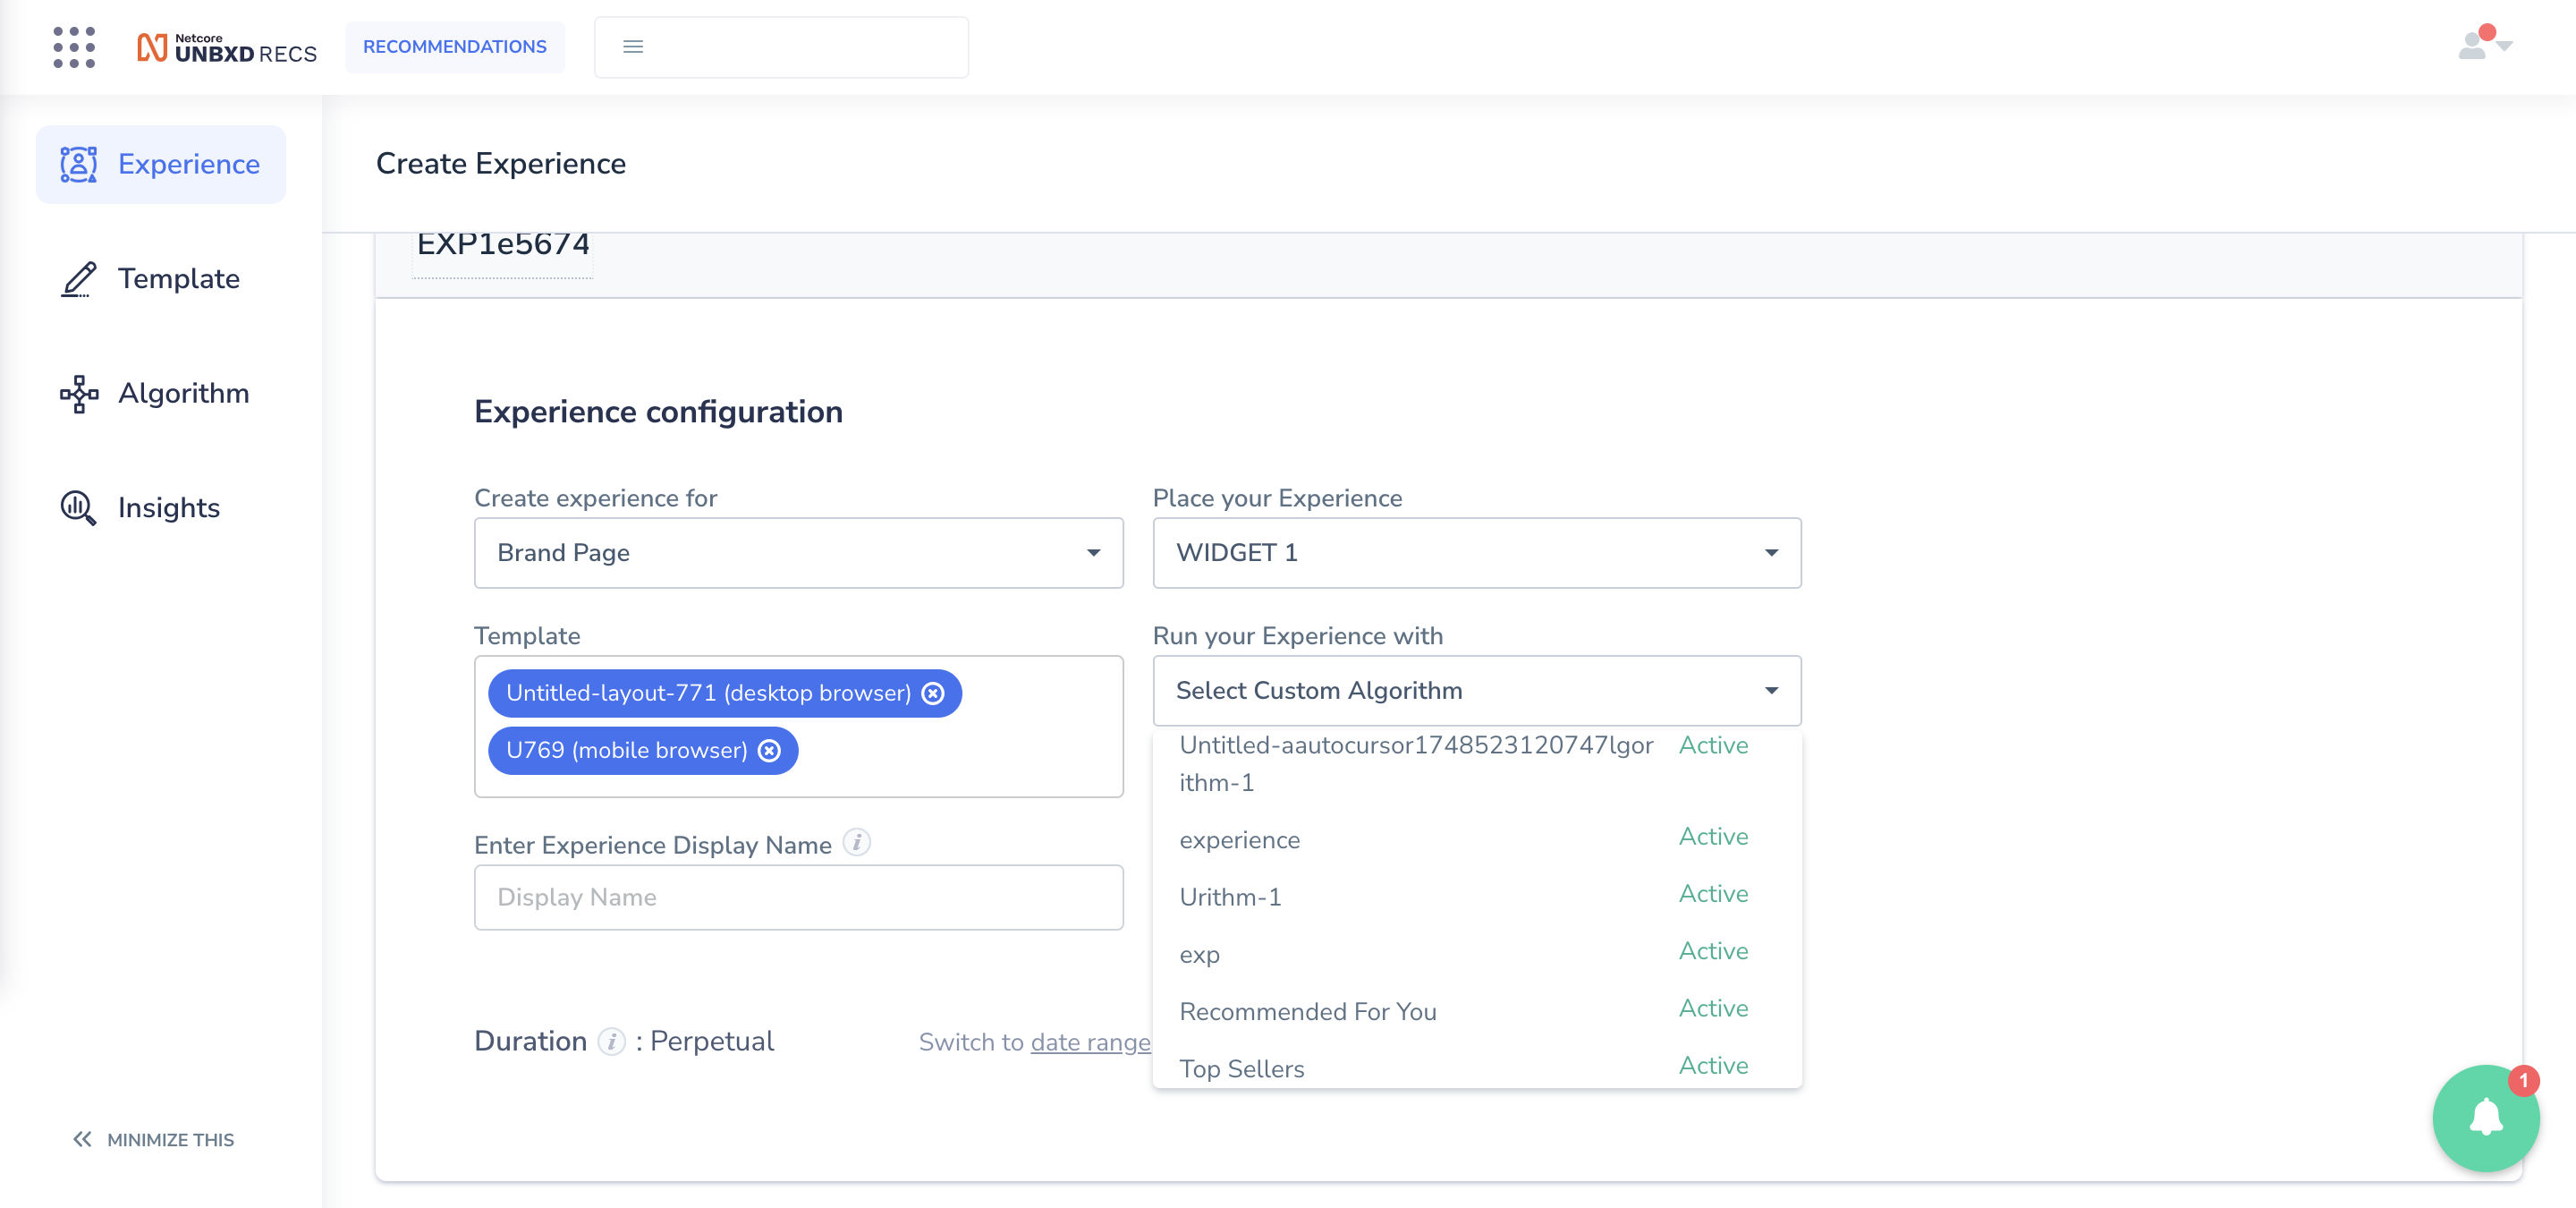 Netcore
UNBXD RECS
RECOMMENDATIONS
Experience
Template
Algorithm
Insights
MINIMIZE THIS
Create Experience
EXP1e5674
Experience configuration
Create experience for
Brand Page
Place your Experience
WIDGET 1
Template
Untitled-layout-771 (desktop browser)
U769 (mobile browser)
Run your Experience with
Select Custom Algorithm
Untitled-aautocursor1748523120747lgor Active
ithm-1
experience Active
Urithm-1 Active
exp Active
Recommended For You Active
Top Sellers Active
Enter Experience Display Name i
Display Name
Duration i : Perpetual
Switch to date range
1